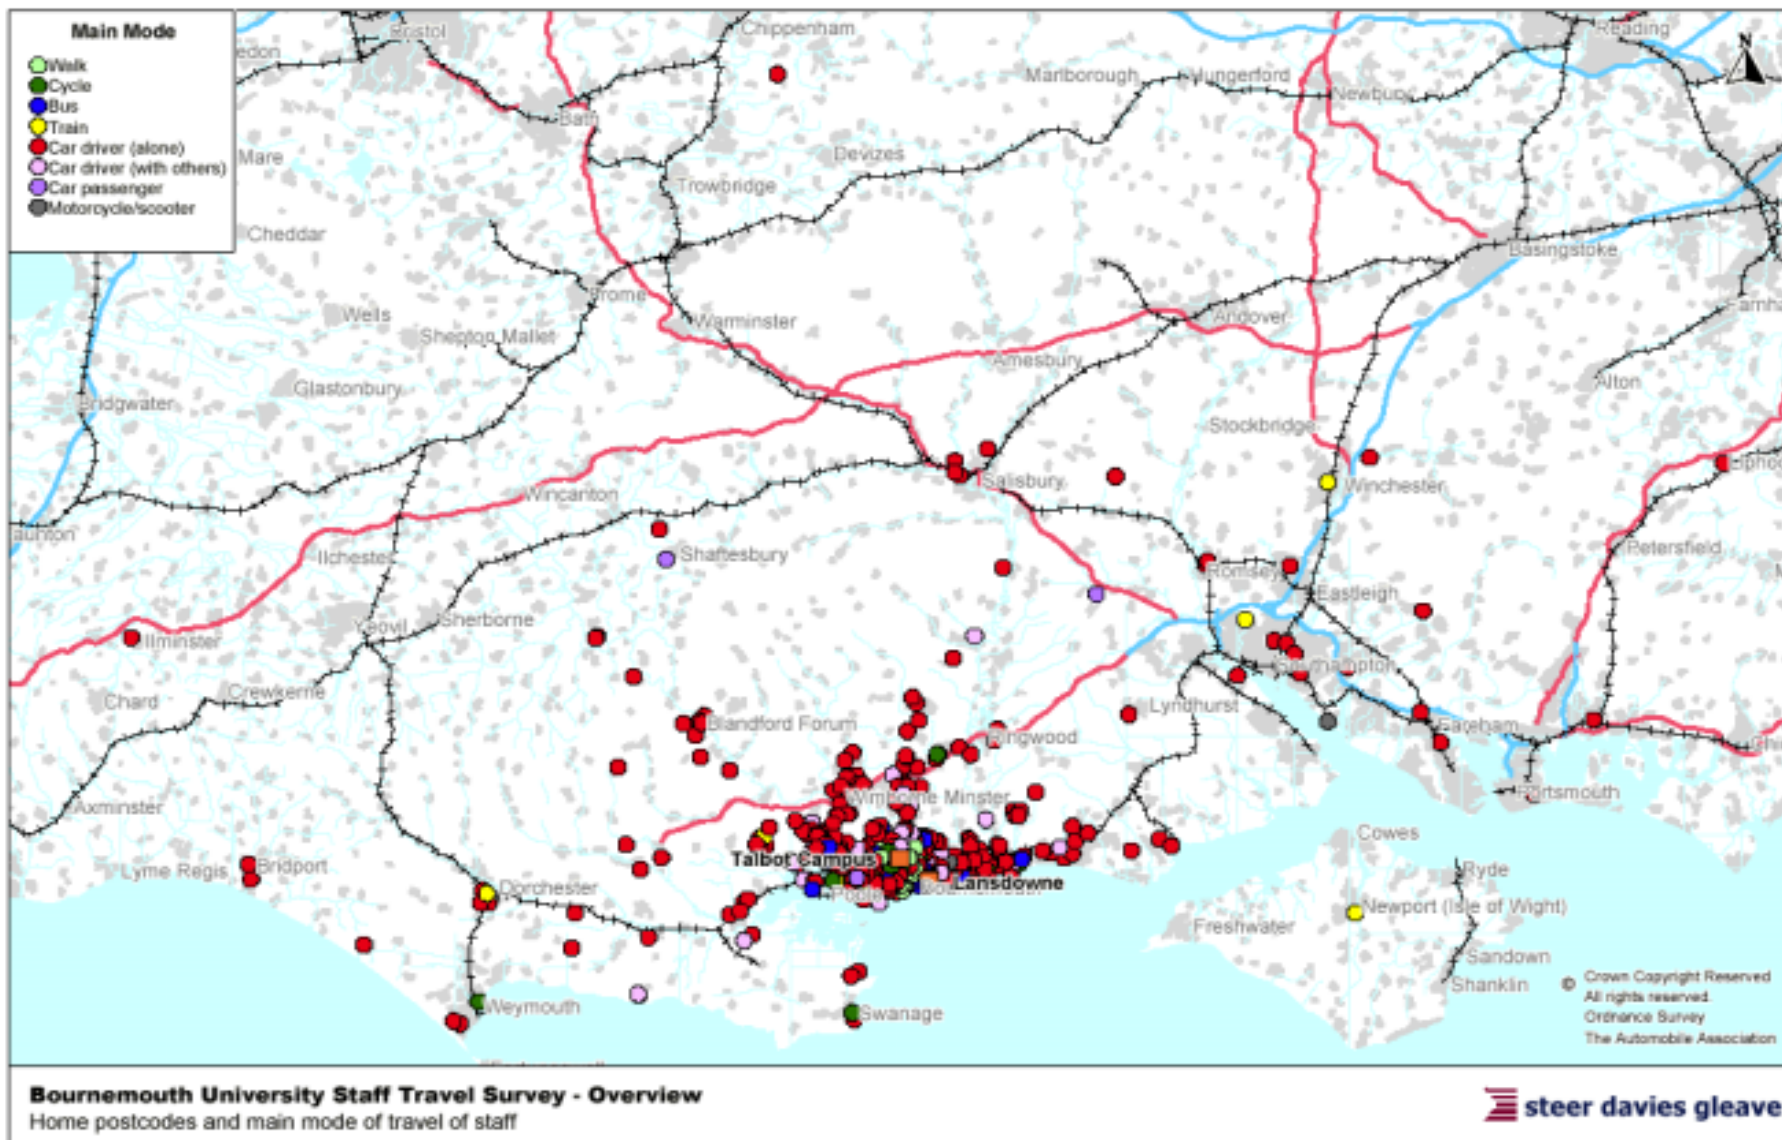 Main Mode
Walk
Cycle
Bus
Train
Car driver (alone)
Car driver (with others)
Car passenger
Motorcycle/scooter
Chippenham
Reading
N
Marlborough
Hungerford
Newbury
Bath
Mare
Devizes
Trowbridge
Cheddar
Basingstoke
Frome
Wells
Warminster
Andover
Shepton Mallet
Amesbury
Glastonbury
Alton
Bridgwater
Stockbridge
Salisbury
Winchester
Wincanton
aunton
Ilchester
Shaftesbury
Petersfield
Romsey
Eastleigh
Ilminster
Yeovil
Sherborne
Southampton
Chard
Crewkerne
Lyndhurst
Blandford Forum
Ringwood
Fareham
Axminster
Wimborne Minster
Portsmouth
Cowes
Talbot Campus
Lyme Regis
Bridport
Ryde
Dorchester
Lansdowne
Poole
Newport (Isle of Wight)
Freshwater
Sandown
Shanklin
Weymouth
Swanage
© Crown Copyright Reserved
All rights reserved.
Ordnance Survey
The Automobile Association
Bournemouth University Staff Travel Survey - Overview
Home postcodes and main mode of travel of staff
steer davies gleave